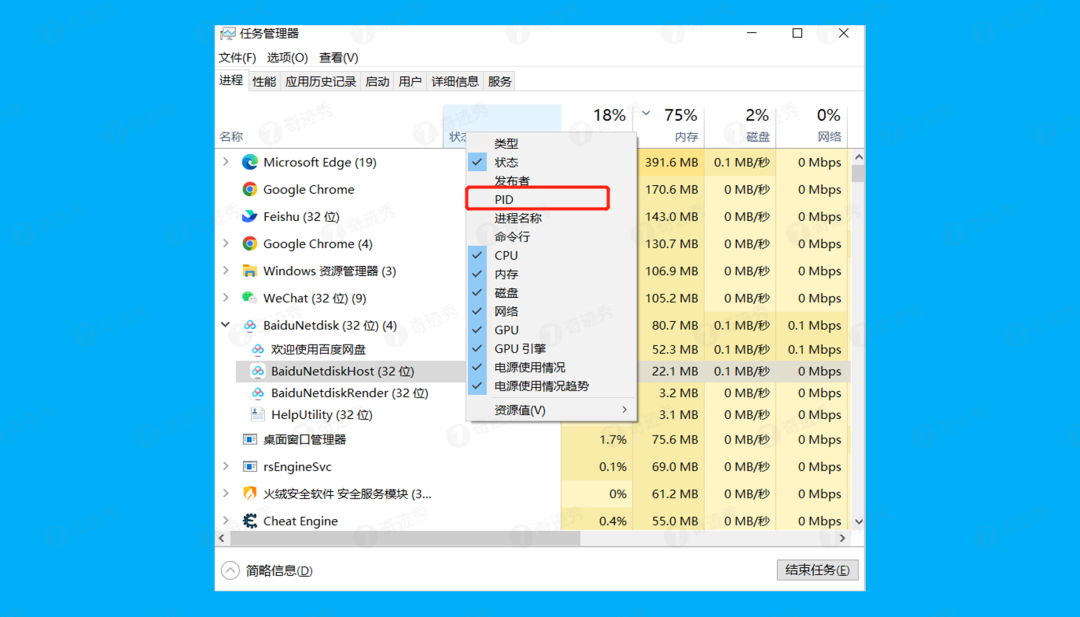 任务管理器
文件(F) 选项(O) 查看(V)
进程 性能 应用历史记录 启动 用户 详细信息 服务
18% 75% 2% 0%
名称 状态 内存 磁盘 网络
类型
状态
发布者
PID
进程名称
命令行
CPU
内存
磁盘
网络
GPU
GPU 引擎
电源使用情况
电源使用情况趋势
资源值(V)
Microsoft Edge (19) 391.6 MB 0.1 MB/秒 0 Mbps
Google Chrome 170.6 MB 0 MB/秒 0 Mbps
Feishu (32 位) 143.0 MB 0 MB/秒 0 Mbps
Google Chrome (4) 130.7 MB 0 MB/秒 0 Mbps
Windows 资源管理器 (3) 106.9 MB 0 MB/秒 0 Mbps
WeChat (32 位) (9) 105.2 MB 0 MB/秒 0 Mbps
BaiduNetdisk (32 位) (4) 80.7 MB 0.1 MB/秒 0.1 Mbps
欢迎使用百度网盘 52.3 MB 0.1 MB/秒 0.1 Mbps
BaiduNetdiskHost (32 位) 22.1 MB 0.1 MB/秒 0 Mbps
BaiduNetdiskRender (32 位) 3.2 MB 0 MB/秒 0 Mbps
HelpUtility (32 位) 3.1 MB 0 MB/秒 0 Mbps
桌面窗口管理器 1.7% 75.6 MB 0 MB/秒 0 Mbps
rsEngineSvc 0.1% 69.0 MB 0 MB/秒 0 Mbps
火绒安全软件 安全服务模块 (3... 0% 61.2 MB 0 MB/秒 0 Mbps
Cheat Engine 0.4% 55.0 MB 0 MB/秒 0 Mbps
简略信息(D) 结束任务(E)
奇迹秀